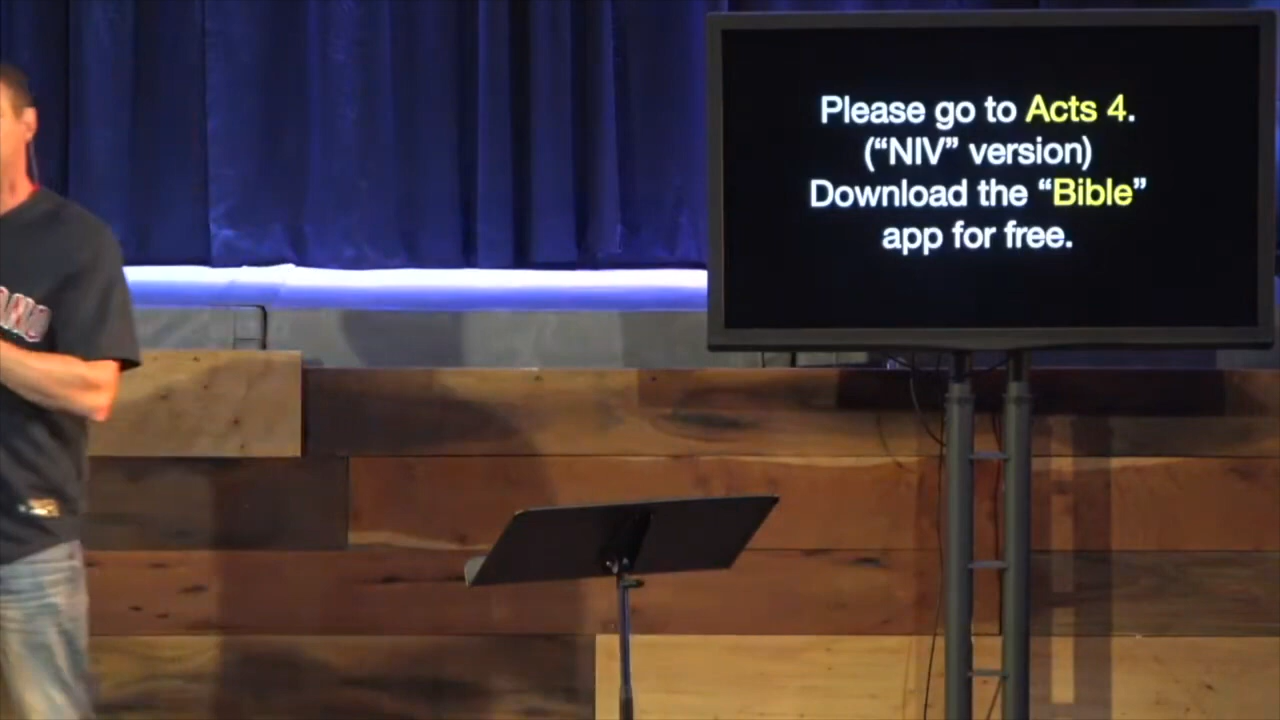 Please go to Acts 4.
(“NIV” version)
Download the “Bible”
app for free.